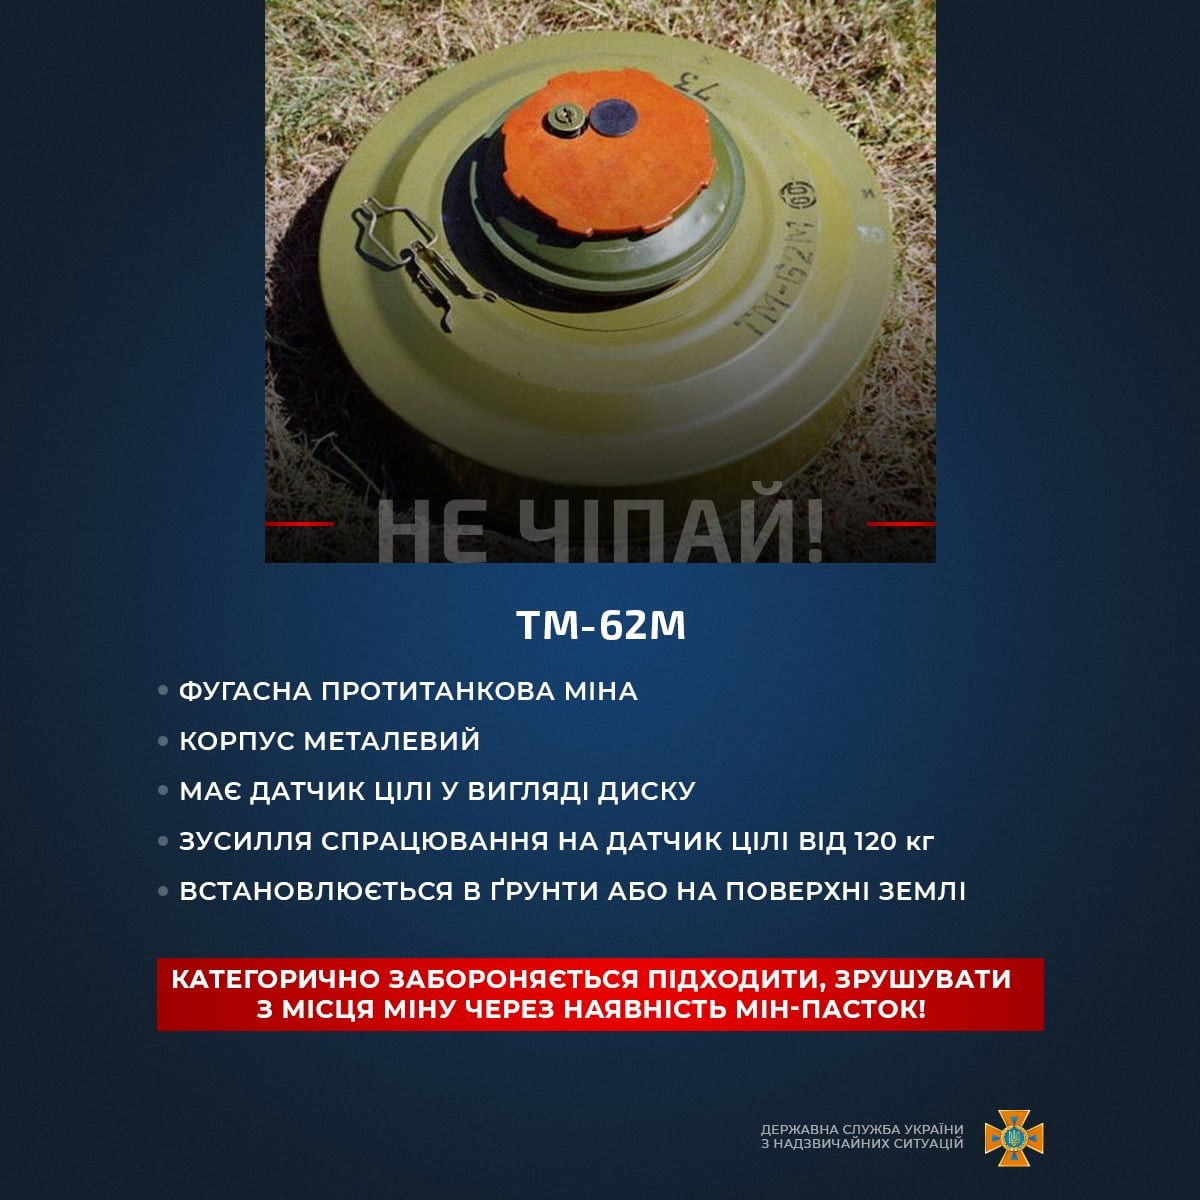 73
ТМ-62М 60
НЕ ЧІПАЙ!
ТМ-62М
• ФУГАСНА ПРОТИТАНКОВА МІНА
• КОРПУС МЕТАЛЕВИЙ
• МАЄ ДАТЧИК ЦІЛІ У ВИГЛЯДІ ДИСКУ
• ЗУСИЛЛЯ СПРАЦЮВАННЯ НА ДАТЧИК ЦІЛІ ВІД 120 кг
• ВСТАНОВЛЮЄТЬСЯ В ҐРУНТИ АБО НА ПОВЕРХНІ ЗЕМЛІ
КАТЕГОРИЧНО ЗАБОРОНЯЄТЬСЯ ПІДХОДИТИ, ЗРУШУВАТИ
З МІСЦЯ МІНУ ЧЕРЕЗ НАЯВНІСТЬ МІН-ПАСТОК!
ДЕРЖАВНА СЛУЖБА УКРАЇНИ
З НАДЗВИЧАЙНИХ СИТУАЦІЙ